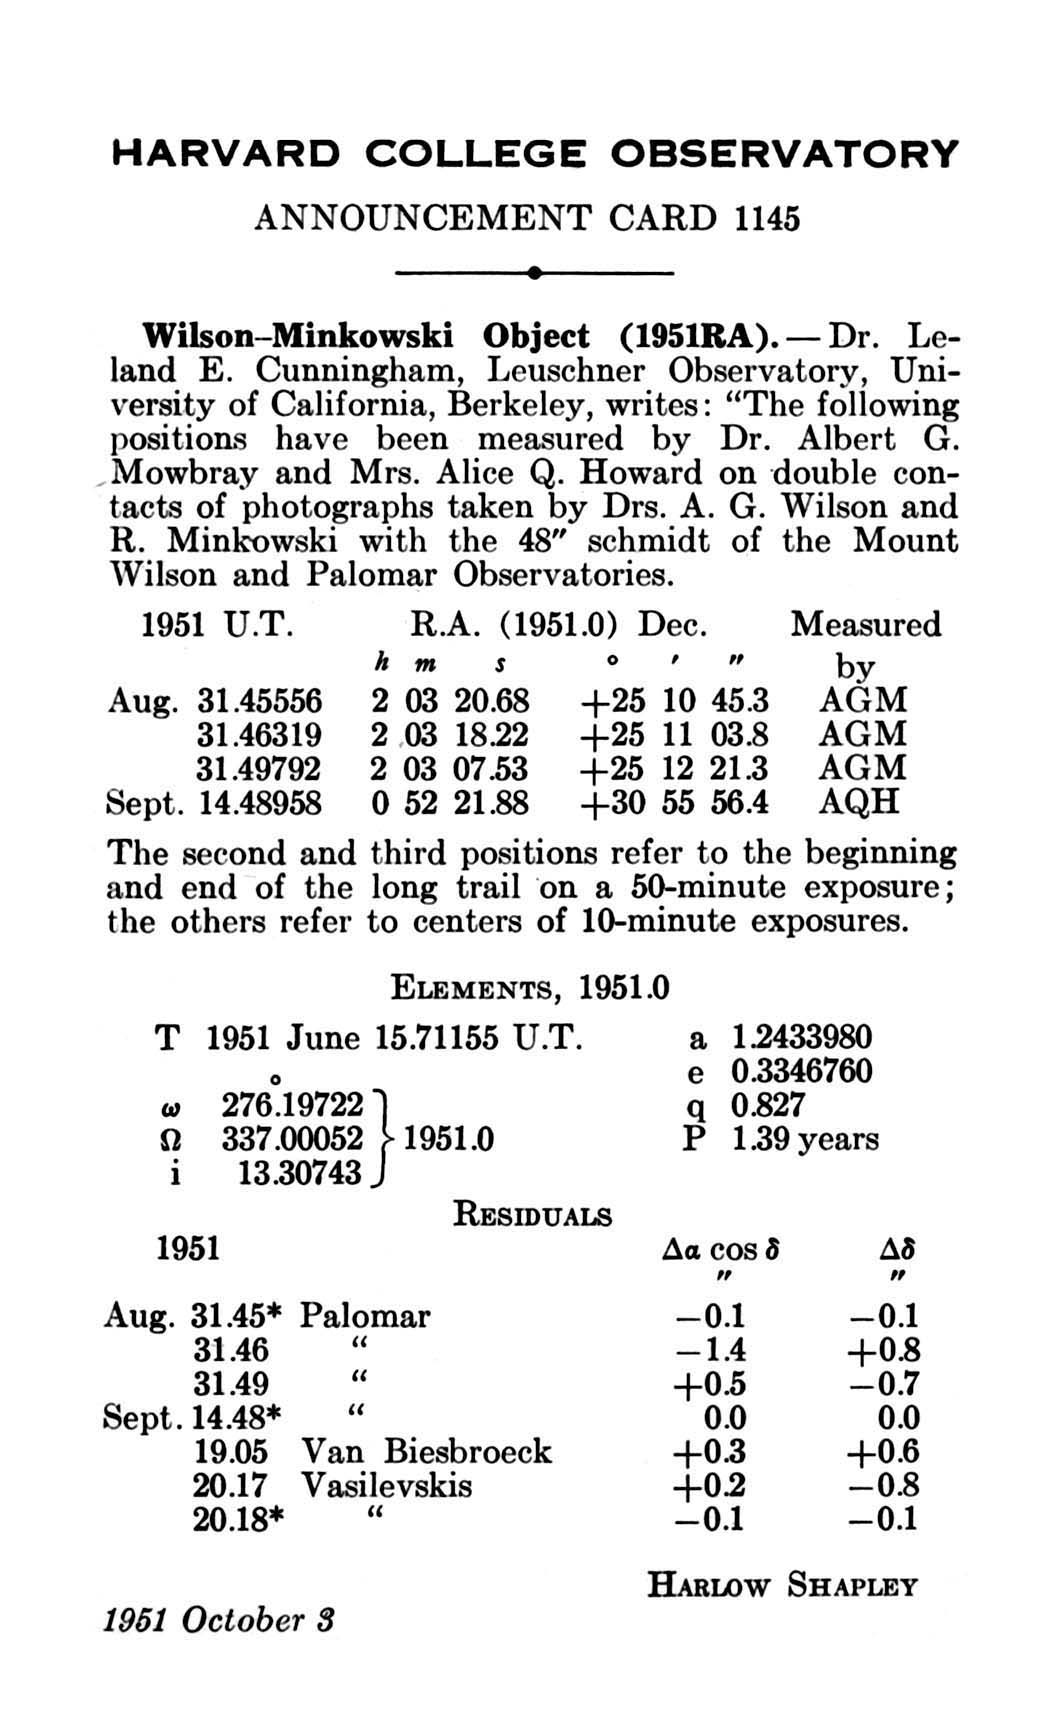 HARVARD COLLEGE OBSERVATORY
ANNOUNCEMENT CARD 1145
Wilson–Minkowski Object (1951RA).—Dr. Le-
land E. Cunningham, Leuschner Observatory, Uni-
versity of California, Berkeley, writes: “The following
positions have been measured by Dr. Albert G.
Mowbray and Mrs. Alice Q. Howard on double con-
tacts of photographs taken by Drs. A. G. Wilson and
R. Minkowski with the 48″ schmidt of the Mount
Wilson and Palomar Observatories.
1951 U.T. R.A. (1951.0) Dec. Measured
h m s ° ′ ″ by
Aug. 31.45556 2 03 20.68 +25 10 45.3 AGM
31.46319 2 03 18.22 +25 11 03.8 AGM
31.49792 2 03 07.53 +25 12 21.3 AGM
Sept. 14.48958 0 52 21.88 +30 55 56.4 AQH
The second and third positions refer to the beginning
and end of the long trail on a 50-minute exposure;
the others refer to centers of 10-minute exposures.
ELEMENTS, 1951.0
T 1951 June 15.71155 U.T. a 1.2433980
° e 0.3346760
ω 276.19722 q 0.827
Ω 337.00052 } 1951.0 P 1.39 years
i 13.30743
RESIDUALS
1951 Δα cos δ Δδ
″ ″
Aug. 31.45* Palomar −0.1 −0.1
31.46 “ −1.4 +0.8
31.49 “ +0.5 −0.7
Sept. 14.48* “ 0.0 0.0
19.05 Van Biesbroeck +0.3 +0.6
20.17 Vasilevskis +0.2 −0.8
20.18* “ −0.1 −0.1
HARLOW SHAPLEY
1951 October 3